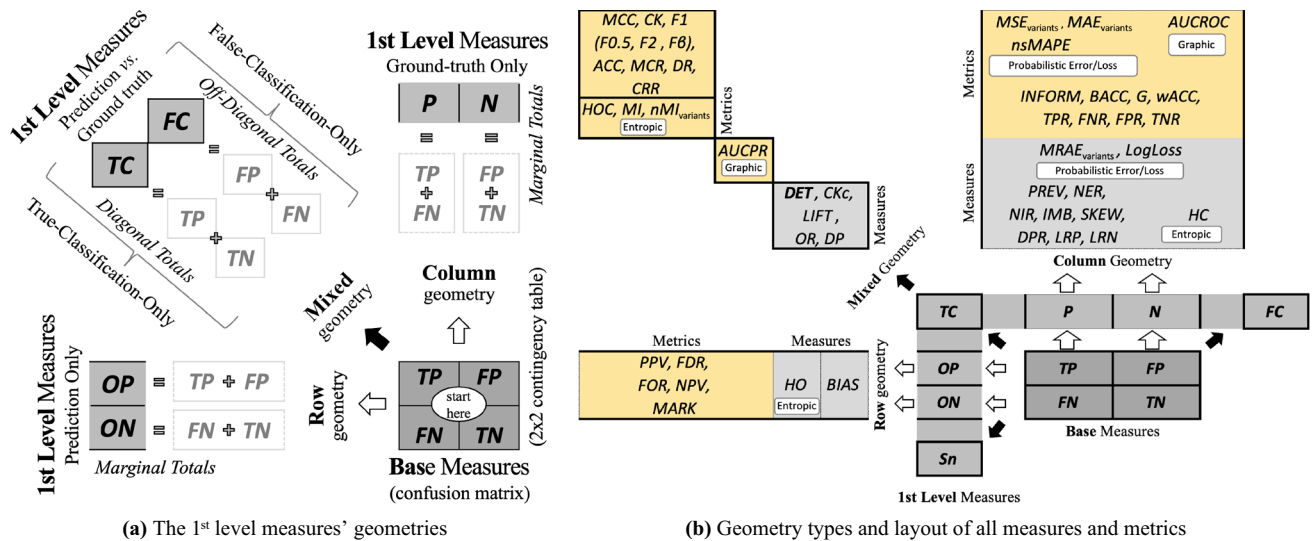 1st Level Measures
Prediction vs.
Ground truth
False-Classification-Only
Off-Diagonal Totals
FC
TC
=
=
FP
+
FN
TP
+
TN
Diagonal Totals
True-Classification-Only
1st Level Measures
Ground-truth Only
P N
= =
TP FP
+ +
FN TN
Marginal Totals
Column
geometry
Mixed
geometry
Row
geometry
TP FP
start
here
FN TN
(2x2 contingency table)
Base Measures
(confusion matrix)
1st Level Measures
Prediction Only
OP = TP + FP
ON = FN + TN
Marginal Totals
(a) The 1st level measures’ geometries
MCC, CK, F1
(F0.5, F2 , Fβ),
ACC, MCR, DR,
CRR
HOC, MI, nMIvariants
Entropic
Metrics
AUCPR
Graphic
DET, CKc,
LIFT ,
OR, DP
Measures
Mixed Geometry
Metrics
MSEvariants, MAEvariants AUCROC
Graphic
nsMAPE
Probabilistic Error/Loss
INFORM, BACC, G, wACC,
TPR, FNR, FPR, TNR
Measures
MRAEvariants, LogLoss
Probabilistic Error/Loss
PREV, NER,
NIR, IMB, SKEW,
DPR, LRP, LRN
HC
Entropic
Column Geometry
TC P N FC
Metrics Measures
PPV, FDR,
FOR, NPV,
MARK
HO
Entropic
BIAS
Row geometry
OP TP FP
ON FN TN
Base Measures
Sn
1st Level Measures
(b) Geometry types and layout of all measures and metrics